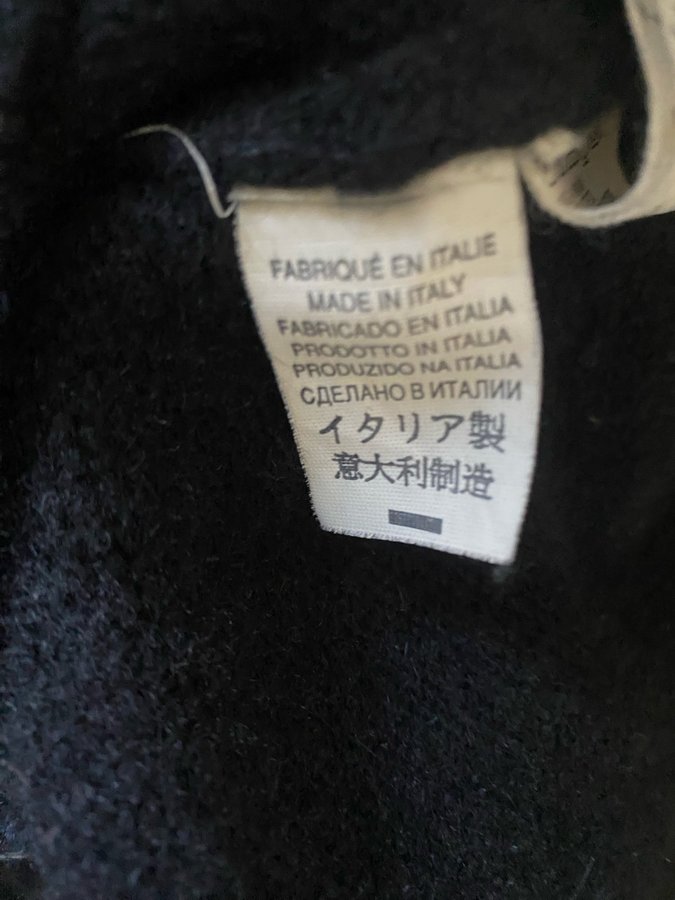 FABRIQUÉ EN ITALIE
MADE IN ITALY
FABRICADO EN ITALIA
PRODOTTO IN ITALIA
PRODUZIDO NA ITALIA
СДЕЛАНО В ИТАЛИИ
イタリア製
意大利制造